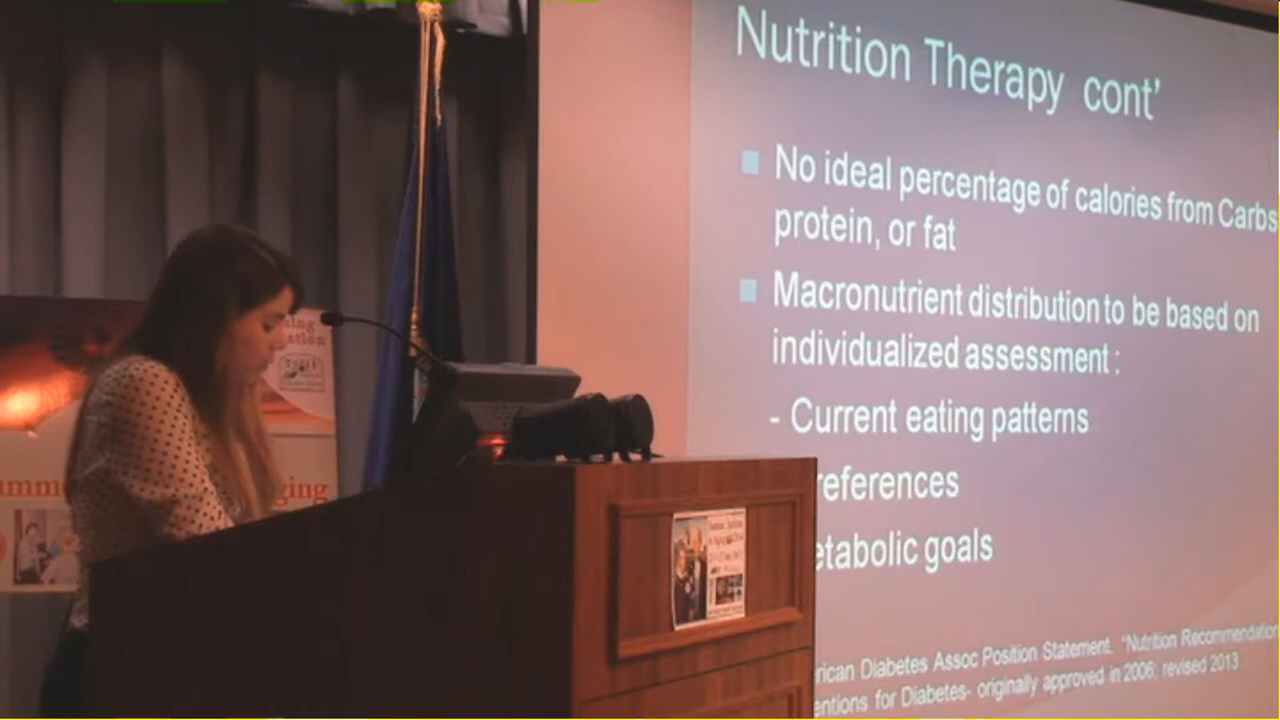 Nutrition Therapy cont'
No ideal percentage of calories from Carbs
protein, or fat
Macronutrient distribution to be based on
individualized assessment :
- Current eating patterns
references
etabolic goals
rican Diabetes Assoc Position Statement. "Nutrition Recommendation
entions for Diabetes- originally approved in 2006; revised 2013
umm
ging